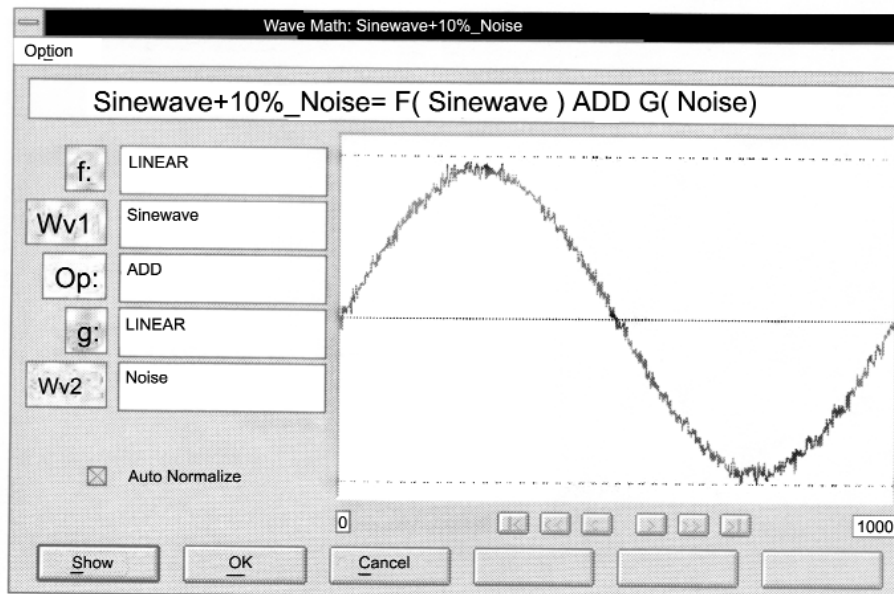 Wave Math: Sinewave+10%_Noise
Option
Sinewave+10%_Noise= F( Sinewave ) ADD G( Noise)
f: LINEAR
Wv1 Sinewave
Op: ADD
g: LINEAR
Wv2 Noise
Auto Normalize
0 1000
Show OK Cancel